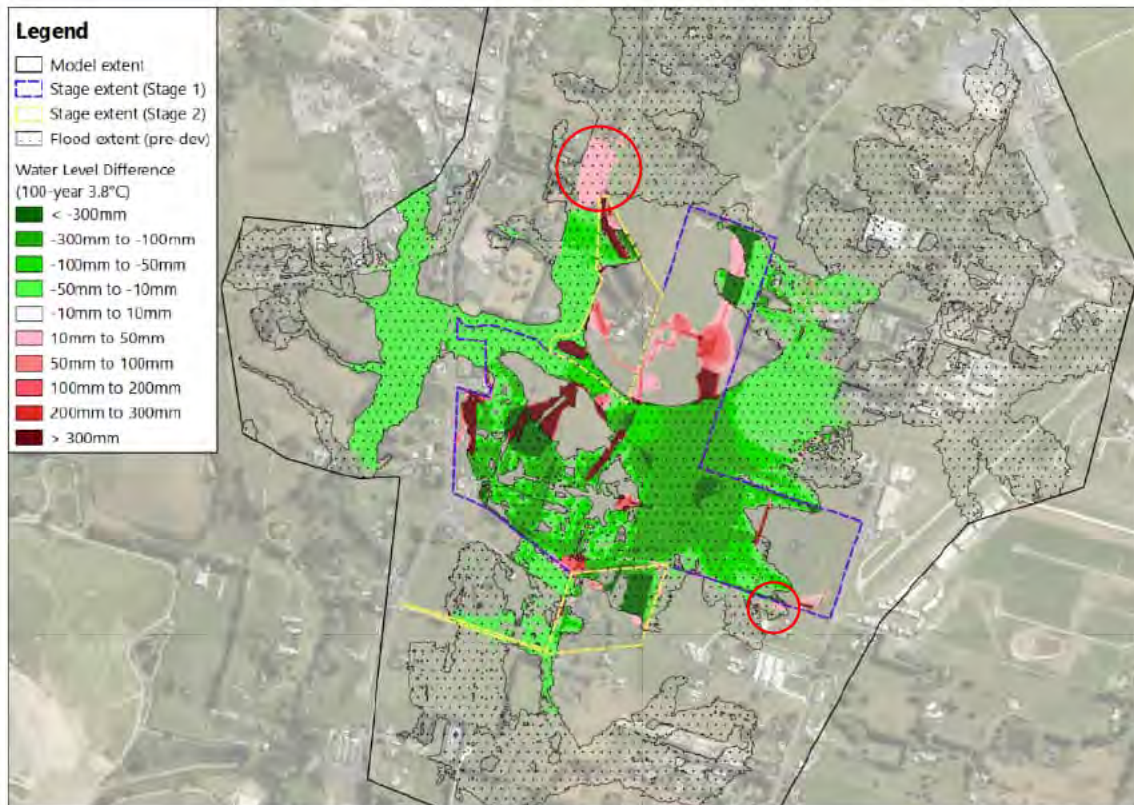 Legend
Model extent
Stage extent (Stage 1)
Stage extent (Stage 2)
Flood extent (pre-dev)
Water Level Difference
(100-year 3.8°C)
< -300mm
-300mm to -100mm
-100mm to -50mm
-50mm to -10mm
-10mm to 10mm
10mm to 50mm
50mm to 100mm
100mm to 200mm
200mm to 300mm
> 300mm